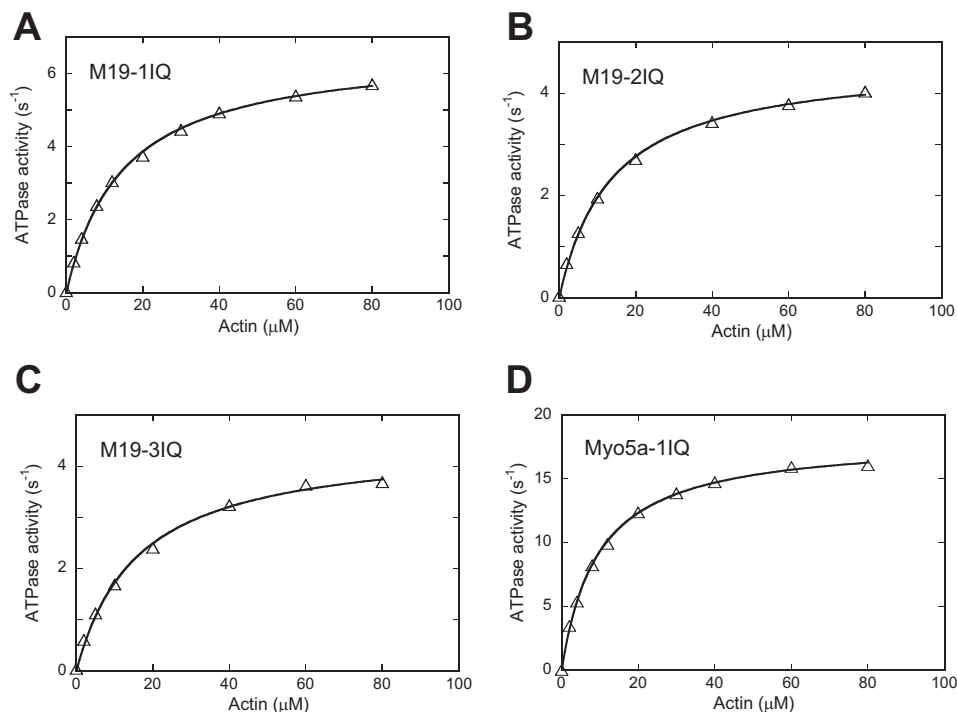 A
M19-1IQ
ATPase activity (s⁻¹)
6
4
2
0
0 20 40 60 80 100
Actin (μM)
B
M19-2IQ
ATPase activity (s⁻¹)
4
2
0
0 20 40 60 80 100
Actin (μM)
C
M19-3IQ
ATPase activity (s⁻¹)
4
2
0
0 20 40 60 80 100
Actin (μM)
D
Myo5a-1IQ
ATPase activity (s⁻¹)
20
15
10
5
0
0 20 40 60 80 100
Actin (μM)